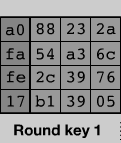 a0 88 23 2a
fa 54 a3 6c
fe 2c 39 76
17 b1 39 05
Round key 1